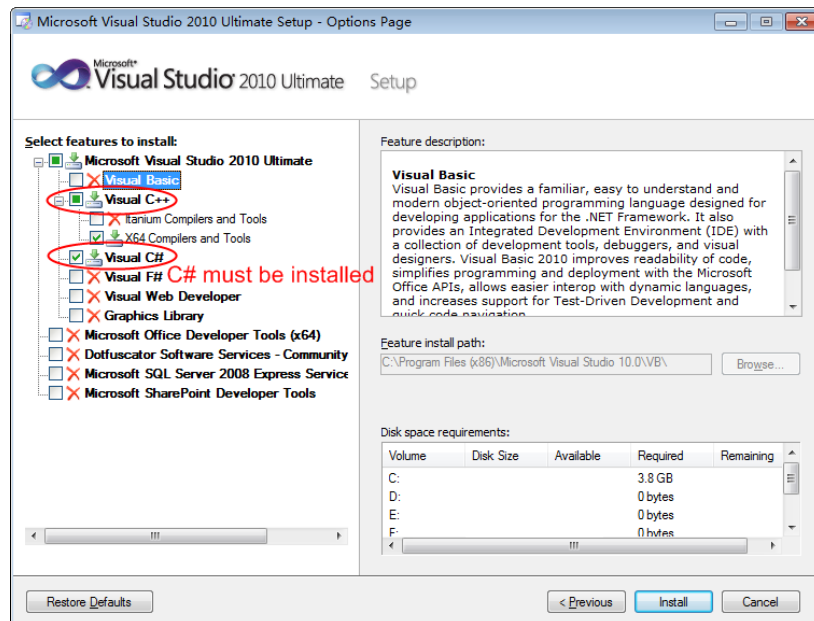 Microsoft Visual Studio 2010 Ultimate Setup - Options Page
Microsoft®
Visual Studio® 2010 Ultimate Setup
Select features to install:
Microsoft Visual Studio 2010 Ultimate
Visual Basic
Visual C++
Itanium Compilers and Tools
X64 Compilers and Tools
Visual C#
Visual F# C# must be installed
Visual Web Developer
Graphics Library
Microsoft Office Developer Tools (x64)
Dotfuscator Software Services - Community
Microsoft SQL Server 2008 Express Service
Microsoft SharePoint Developer Tools
Feature description:
Visual Basic
Visual Basic provides a familiar, easy to understand and
modern object-oriented programming language designed for
developing applications for the .NET Framework. It also
provides an Integrated Development Environment (IDE) with
a collection of development tools, debuggers, and visual
designers. Visual Basic 2010 improves readability of code,
simplifies programming and deployment with the Microsoft
Office APIs, allows easier interop with dynamic languages,
and increases support for Test-Driven Development and
quick code navigation
Feature install path:
C:\Program Files (x86)\Microsoft Visual Studio 10.0\VB\ Browse...
Disk space requirements:
Volume Disk Size Available Required Remaining
C: 3.8 GB
D: 0 bytes
E: 0 bytes
F: 0 bytes
Restore Defaults < Previous Install Cancel